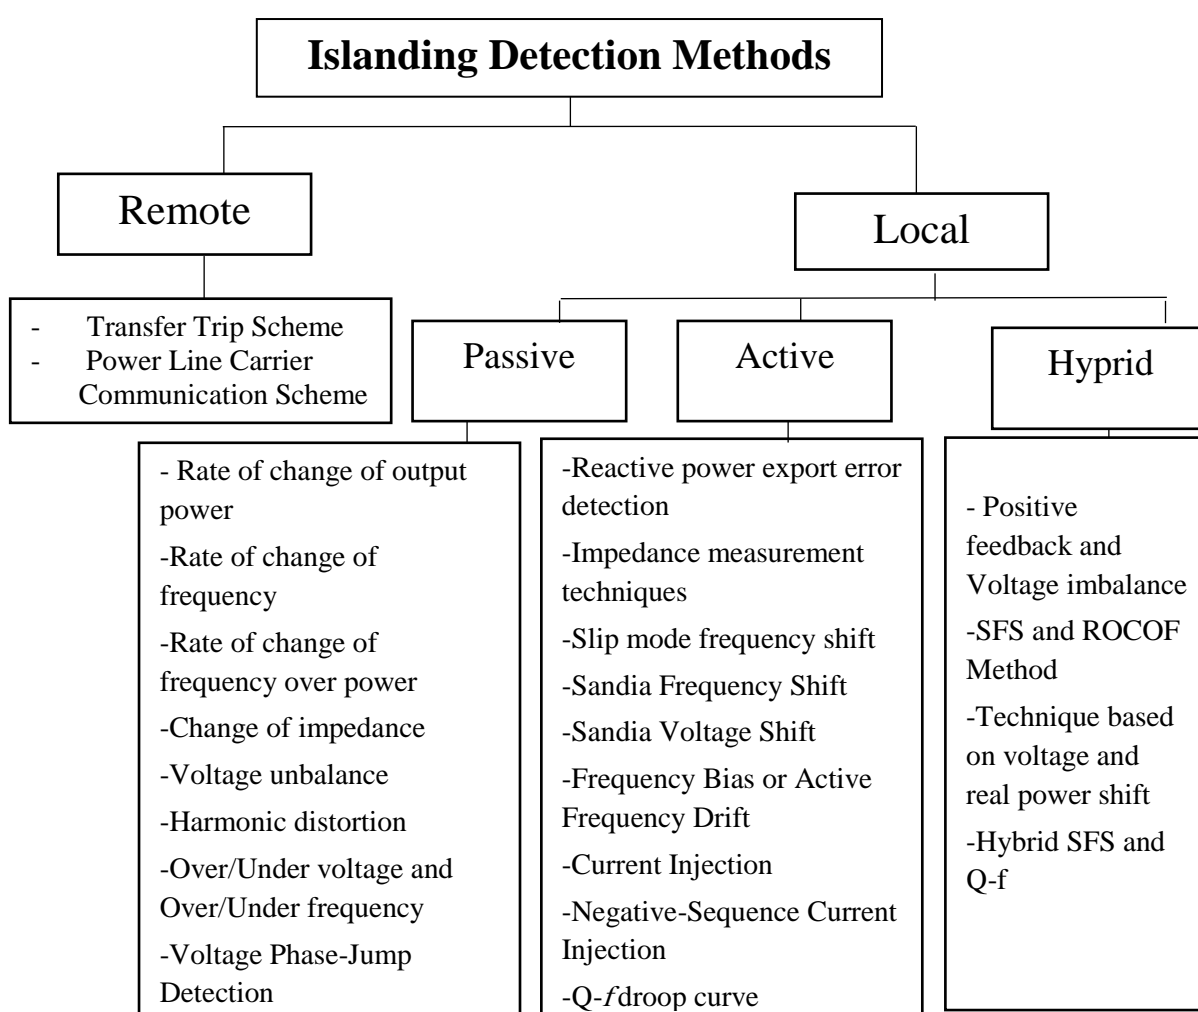 Islanding Detection Methods
Remote
Local
- Transfer Trip Scheme
- Power Line Carrier
Communication Scheme
Passive
Active
Hyprid
- Rate of change of output
power
-Rate of change of
frequency
-Rate of change of
frequency over power
-Change of impedance
-Voltage unbalance
-Harmonic distortion
-Over/Under voltage and
Over/Under frequency
-Voltage Phase-Jump
Detection
-Reactive power export error
detection
-Impedance measurement
techniques
-Slip mode frequency shift
-Sandia Frequency Shift
-Sandia Voltage Shift
-Frequency Bias or Active
Frequency Drift
-Current Injection
-Negative-Sequence Current
Injection
-Q-f droop curve
- Positive
feedback and
Voltage imbalance
-SFS and ROCOF
Method
-Technique based
on voltage and
real power shift
-Hybrid SFS and
Q-f